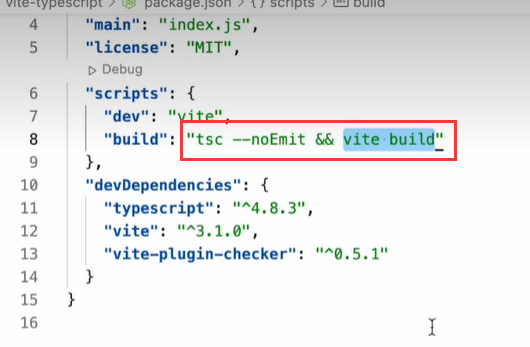 vite-typescript > package.json > {} scripts > build
4 "main": "index.js",
5 "license": "MIT",
Debug
6 "scripts": {
7 "dev": "vite",
8 "build": "tsc --noEmit && vite build"
9 },
10 "devDependencies": {
11 "typescript": "^4.8.3",
12 "vite": "^3.1.0",
13 "vite-plugin-checker": "^0.5.1"
14 }
15 }
16